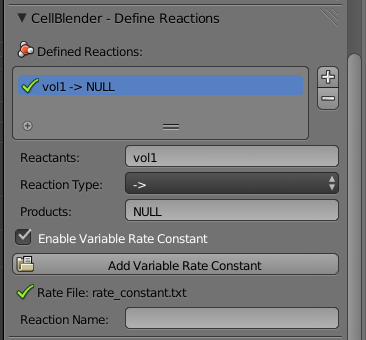 CellBlender - Define Reactions
Defined Reactions:
vol1 -> NULL
Reactants: vol1
Reaction Type: ->
Products: NULL
Enable Variable Rate Constant
Add Variable Rate Constant
Rate File: rate_constant.txt
Reaction Name: